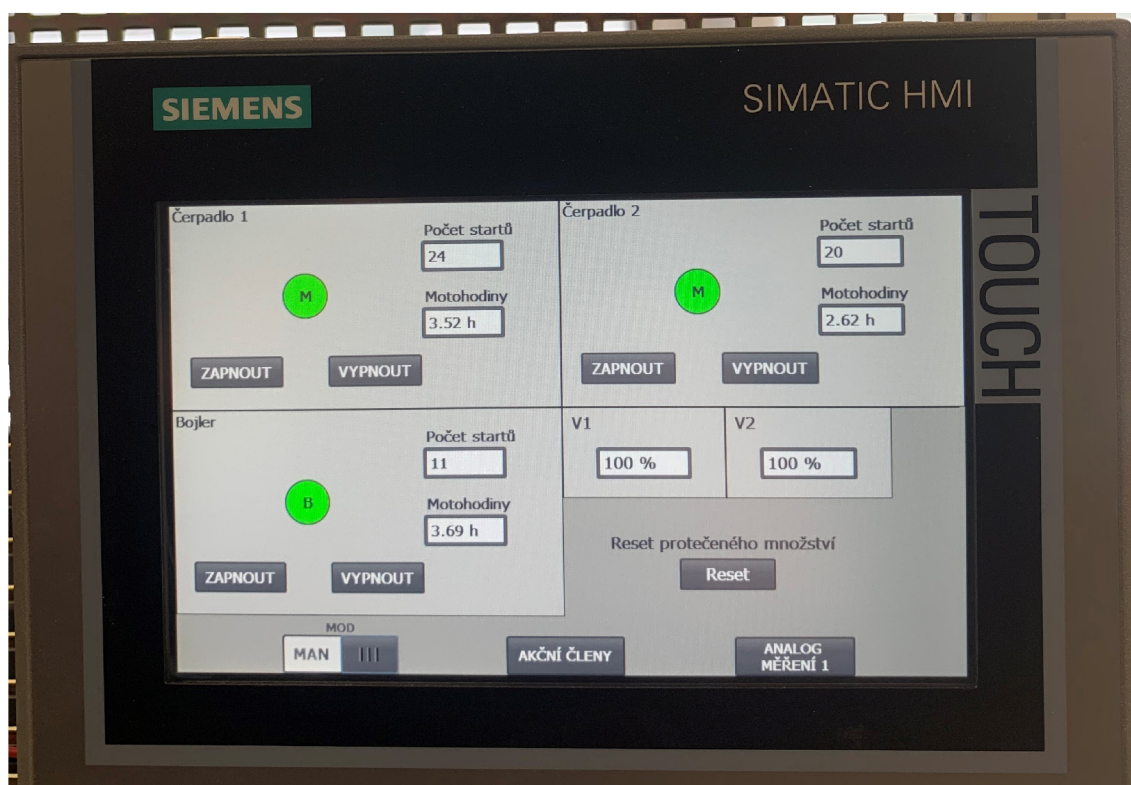 SIEMENS
SIMATIC HMI
TOUCH
Čerpadlo 1
Počet startů
24
M
Motohodiny
3.52 h
ZAPNOUT
VYPNOUT
Čerpadlo 2
Počet startů
20
M
Motohodiny
2.62 h
ZAPNOUT
VYPNOUT
Bojler
Počet startů
11
B
Motohodiny
3.69 h
ZAPNOUT
VYPNOUT
V1
100 %
V2
100 %
Reset protečeného množství
Reset
MOD
MAN
AKČNÍ ČLENY
ANALOG
MĚŘENÍ 1